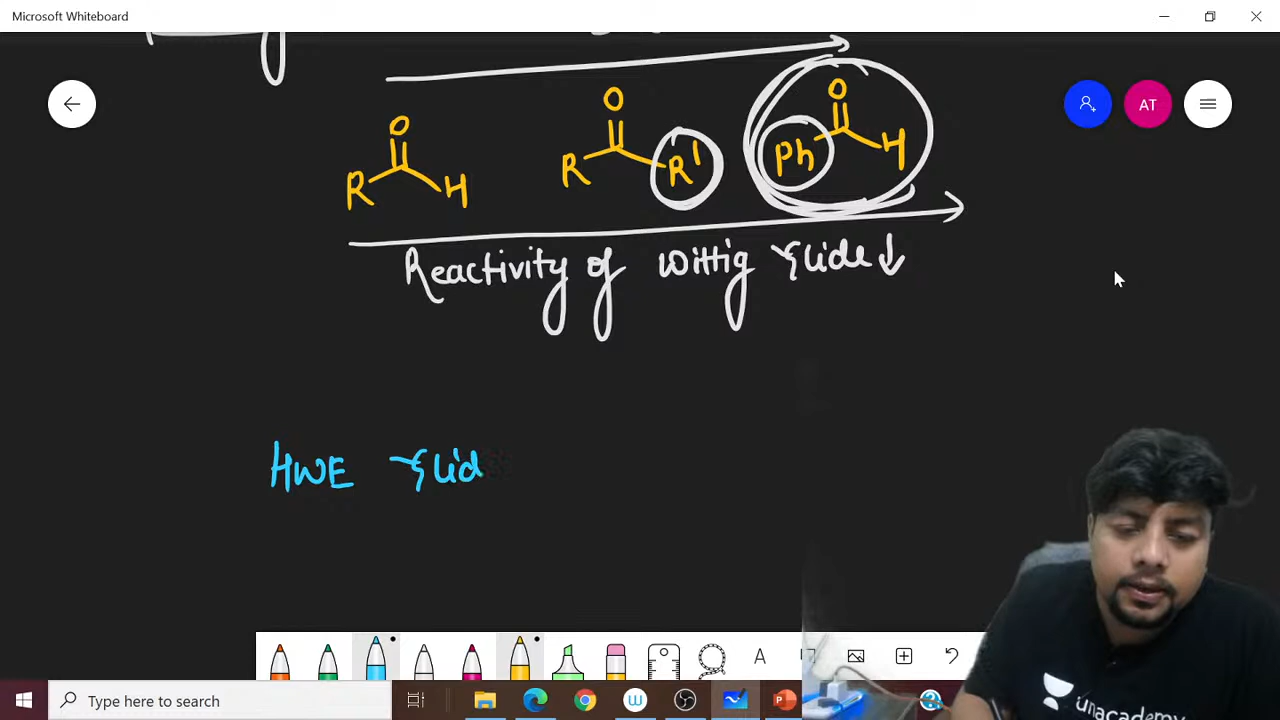 Microsoft Whiteboard
O O O
R H R R' Ph H
AT
Reactivity of Wittig Ylide ↓
HWE Ylid
A
Type here to search
W
unacademy